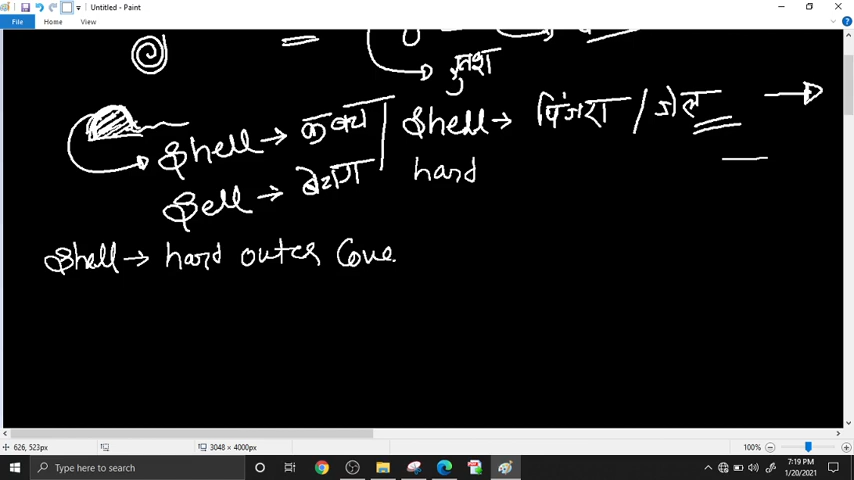 Untitled - Paint
File Home View
Shell → कवच
Shell → पिंजरा / जेल
Sell → बेचना
hard
Shell → hard outer Cove
626, 523px
3048 × 4000px
100%
Type here to search
7:19 PM
1/20/2021